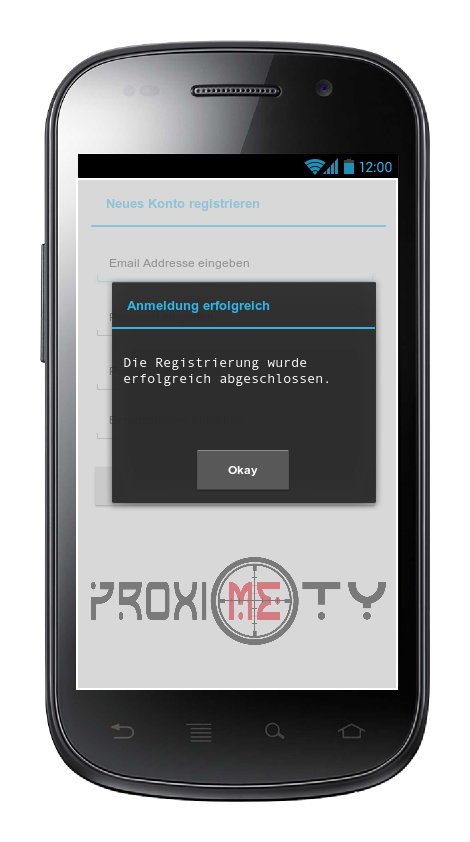 12:00
Neues Konto registrieren
Email Addresse eingeben
Anmeldung erfolgreich
Die Registrierung wurde
erfolgreich abgeschlossen.
Okay
PROXIMETY